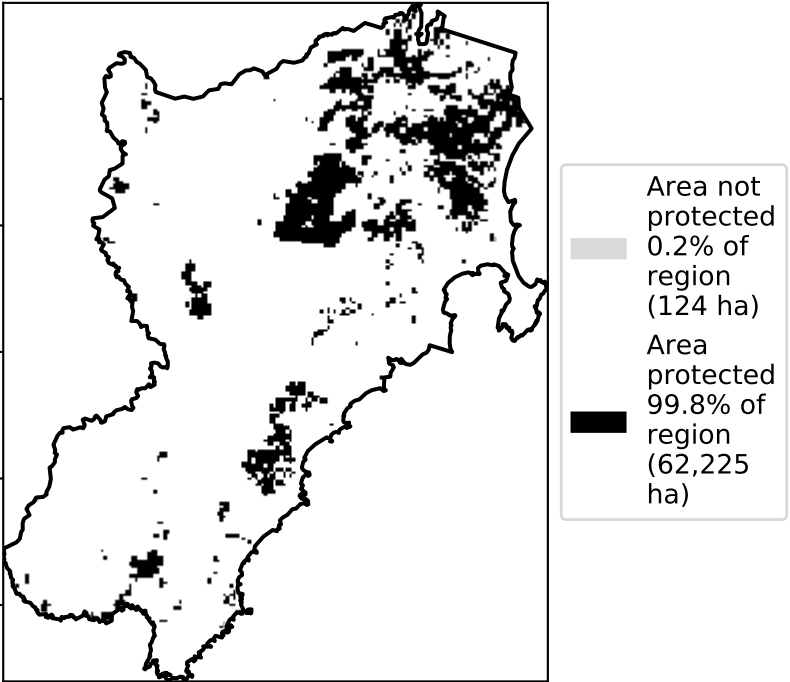 Area not
protected
0.2% of
region
(124 ha)
Area
protected
99.8% of
region
(62,225
ha)